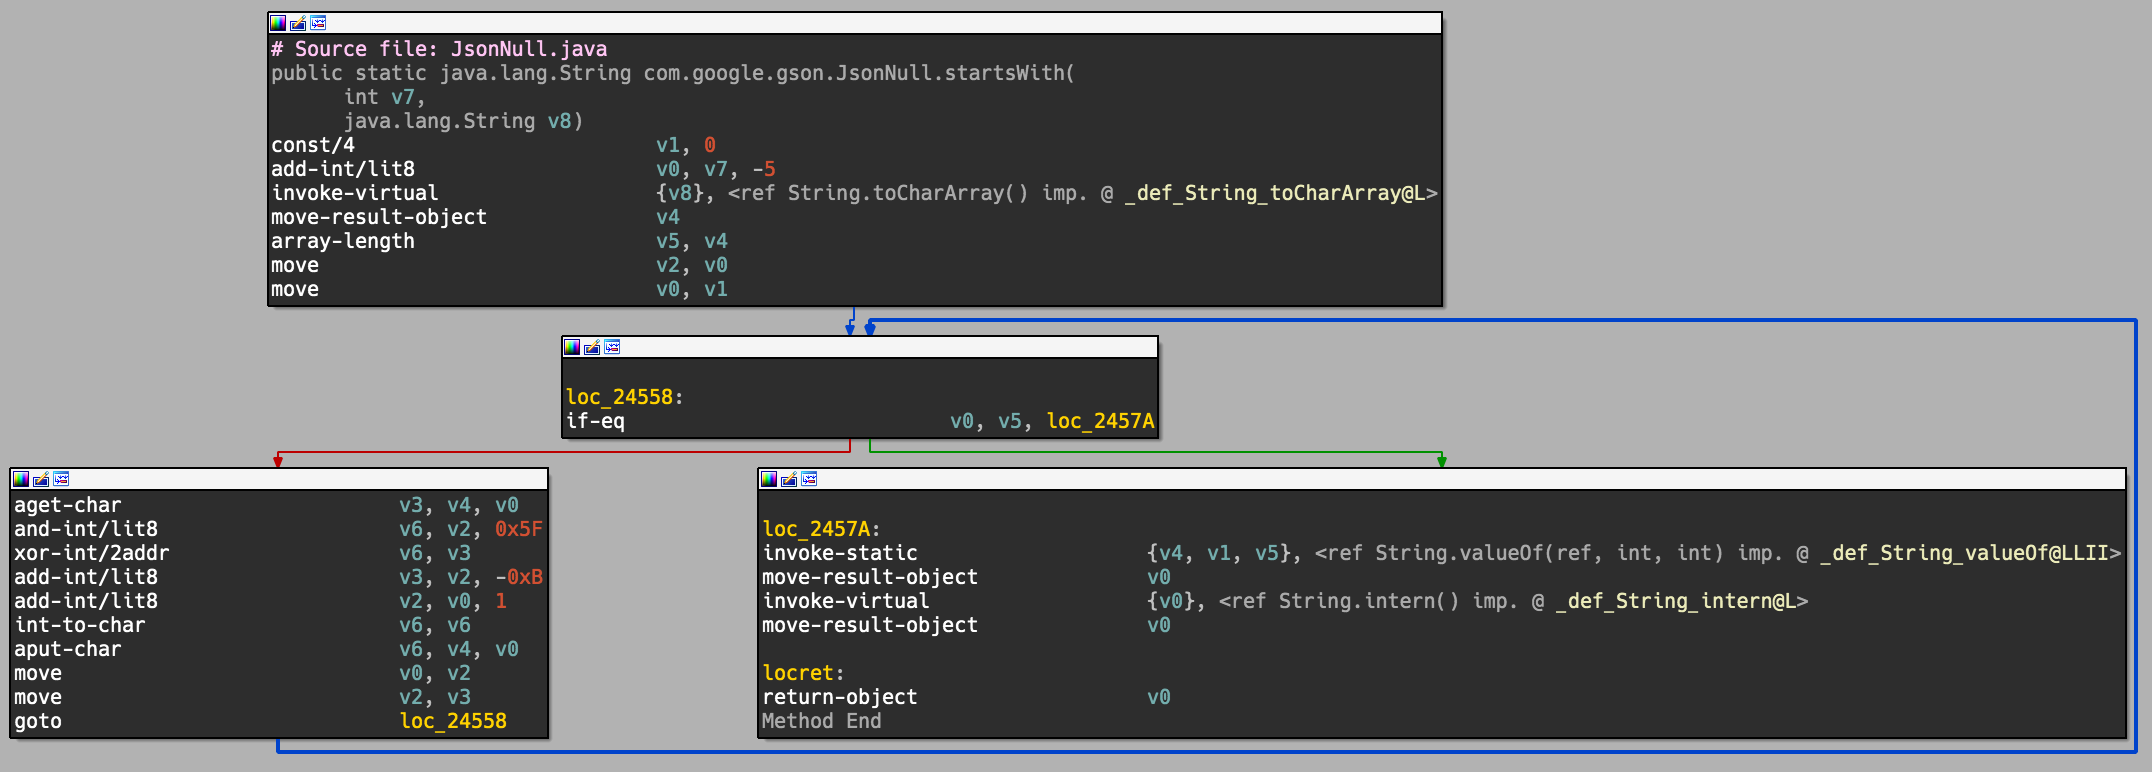 # Source file: JsonNull.java
public static java.lang.String com.google.gson.JsonNull.startsWith(
int v7,
java.lang.String v8)
const/4 v1, 0
add-int/lit8 v0, v7, -5
invoke-virtual {v8}, <ref String.toCharArray() imp. @ _def_String_toCharArray@L>
move-result-object v4
array-length v5, v4
move v2, v0
move v0, v1
loc_24558:
if-eq v0, v5, loc_2457A
aget-char v3, v4, v0
and-int/lit8 v6, v2, 0x5F
xor-int/2addr v6, v3
add-int/lit8 v3, v2, -0xB
add-int/lit8 v2, v0, 1
int-to-char v6, v6
aput-char v6, v4, v0
move v0, v2
move v2, v3
goto loc_24558
loc_2457A:
invoke-static {v4, v1, v5}, <ref String.valueOf(ref, int, int) imp. @ _def_String_valueOf@LLII>
move-result-object v0
invoke-virtual {v0}, <ref String.intern() imp. @ _def_String_intern@L>
move-result-object v0
locret:
return-object v0
Method End